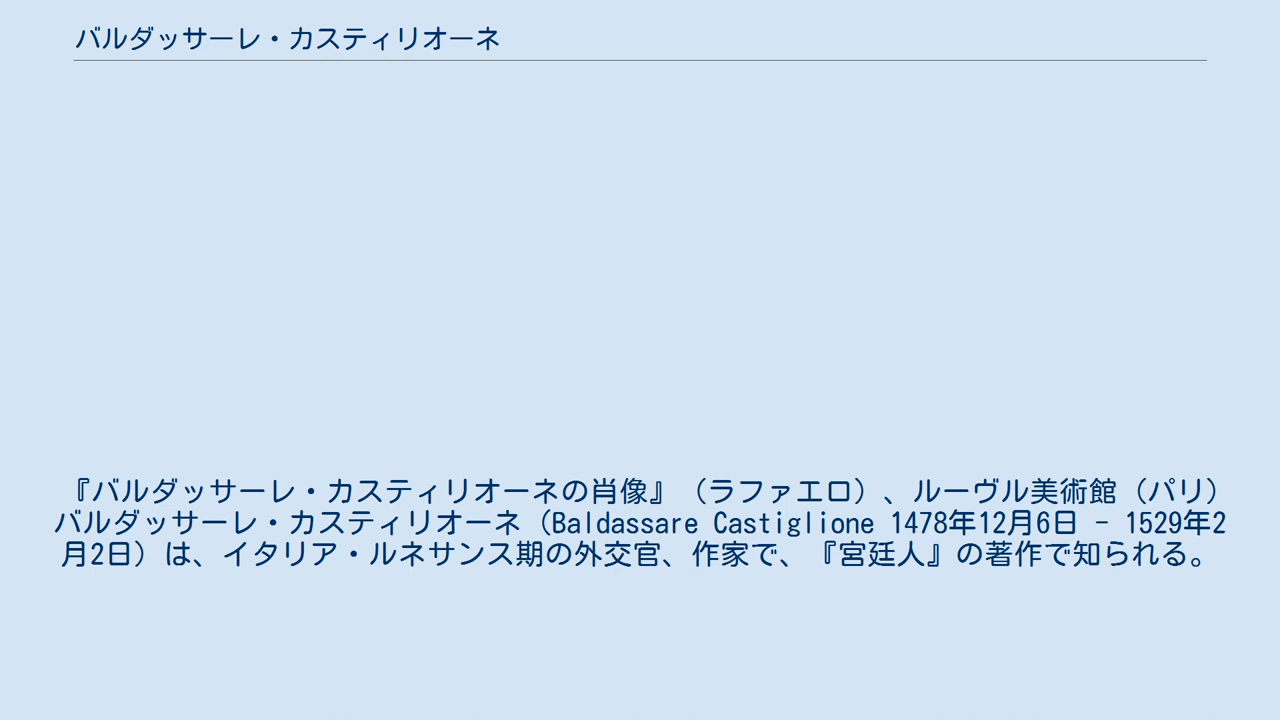 バルダッサーレ・カスティリオーネ
『バルダッサーレ・カスティリオーネの肖像』（ラファエロ）、ルーヴル美術館（パリ）
バルダッサーレ・カスティリオーネ（Baldassare Castiglione 1478年12月6日 - 1529年2
月2日）は、イタリア・ルネサンス期の外交官、作家で、『宮廷人』の著作で知られる。